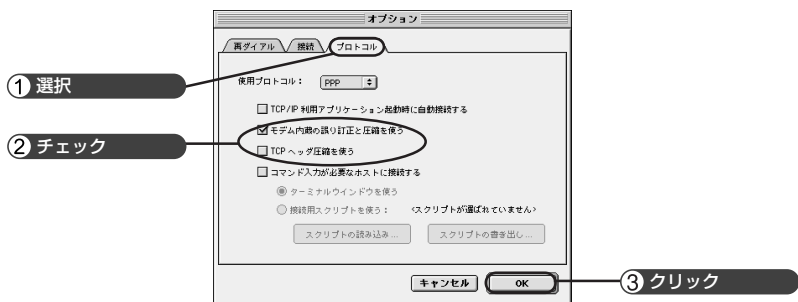 オプション
再ダイアル 接続 プロトコル
① 選択
使用プロトコル： PPP
TCP/IP 利用アプリケーション起動時に自動接続する
モデム内蔵の誤り訂正と圧縮を使う
② チェック
TCP ヘッダ圧縮を使う
コマンド入力が必要なホストに接続する
ターミナルウインドウを使う
接続用スクリプトを使う： <スクリプトが選ばれていません>
スクリプトの読み込み... スクリプトの書き出し...
キャンセル OK
③ クリック